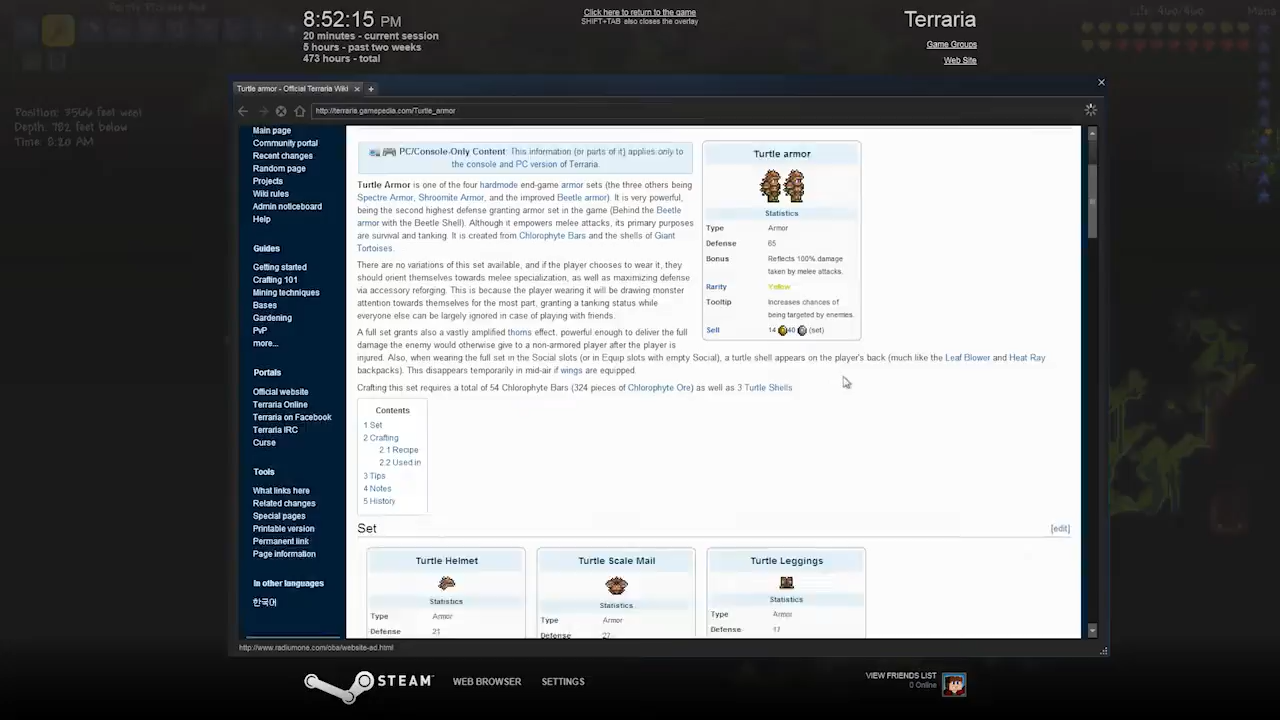 8:52:15 PM
20 minutes - current session
5 hours - past two weeks
473 hours - total
Click here to return to the game
SHIFT+TAB also closes the overlay
Terraria
Game Groups
Web Site
Position: 3566 feet west
Depth: 782 feet below
Time: 8:20 AM
Turtle armor - Official Terraria Wiki
http://terraria.gamepedia.com/Turtle_armor
Main page
Community portal
Recent changes
Random page
Projects
Wiki rules
Admin noticeboard
Help
Guides
Getting started
Crafting 101
Mining techniques
Bases
Gardening
PvP
more...
Portals
Official website
Terraria Online
Terraria on Facebook
Terraria IRC
Curse
Tools
What links here
Related changes
Special pages
Printable version
Permanent link
Page information
In other languages
한국어
PC/Console-Only Content: This information (or parts of it) applies only to
the console and PC version of Terraria.
Turtle Armor is one of the four hardmode end-game armor sets (the three others being
Spectre Armor, Shroomite Armor, and the improved Beetle armor). It is very powerful,
being the second highest defense granting armor set in the game (Behind the Beetle
armor with the Beetle Shell). Although it empowers melee attacks, its primary purposes
are survival and tanking. It is created from Chlorophyte Bars and the shells of Giant
Tortoises.
There are no variations of this set available, and if the player chooses to wear it, they
should orient themselves towards melee specialization, as well as maximizing defense
via accessory reforging. This is because the player wearing it will be drawing monster
attention towards themselves for the most part, granting a tanking status while
everyone else can be largely ignored in case of playing with friends.
A full set grants also a vastly amplified thorns effect, powerful enough to deliver the full
damage the enemy would otherwise give to a non-armored player after the player is
injured. Also, when wearing the full set in the Social slots (or in Equip slots with empty Social), a turtle shell appears on the player's back (much like the Leaf Blower and Heat Ray
backpacks). This disappears temporarily in mid-air if wings are equipped.
Crafting this set requires a total of 54 Chlorophyte Bars (324 pieces of Chlorophyte Ore) as well as 3 Turtle Shells
Turtle armor
Statistics
Type Armor
Defense 65
Bonus Reflects 100% damage
taken by melee attacks.
Rarity Yellow
Tooltip Increases chances of
being targeted by enemies.
Sell 14 40 (set)
Contents
1 Set
2 Crafting
2.1 Recipe
2.2 Used in
3 Tips
4 Notes
5 History
Set [edit]
Turtle Helmet
Statistics
Type Armor
Defense 21
Turtle Scale Mail
Statistics
Type Armor
Defense 27
Turtle Leggings
Statistics
Type Armor
Defense 17
http://www.radiumone.com/oba/website-ad.html
STEAM
WEB BROWSER
SETTINGS
VIEW FRIENDS LIST
0 Online